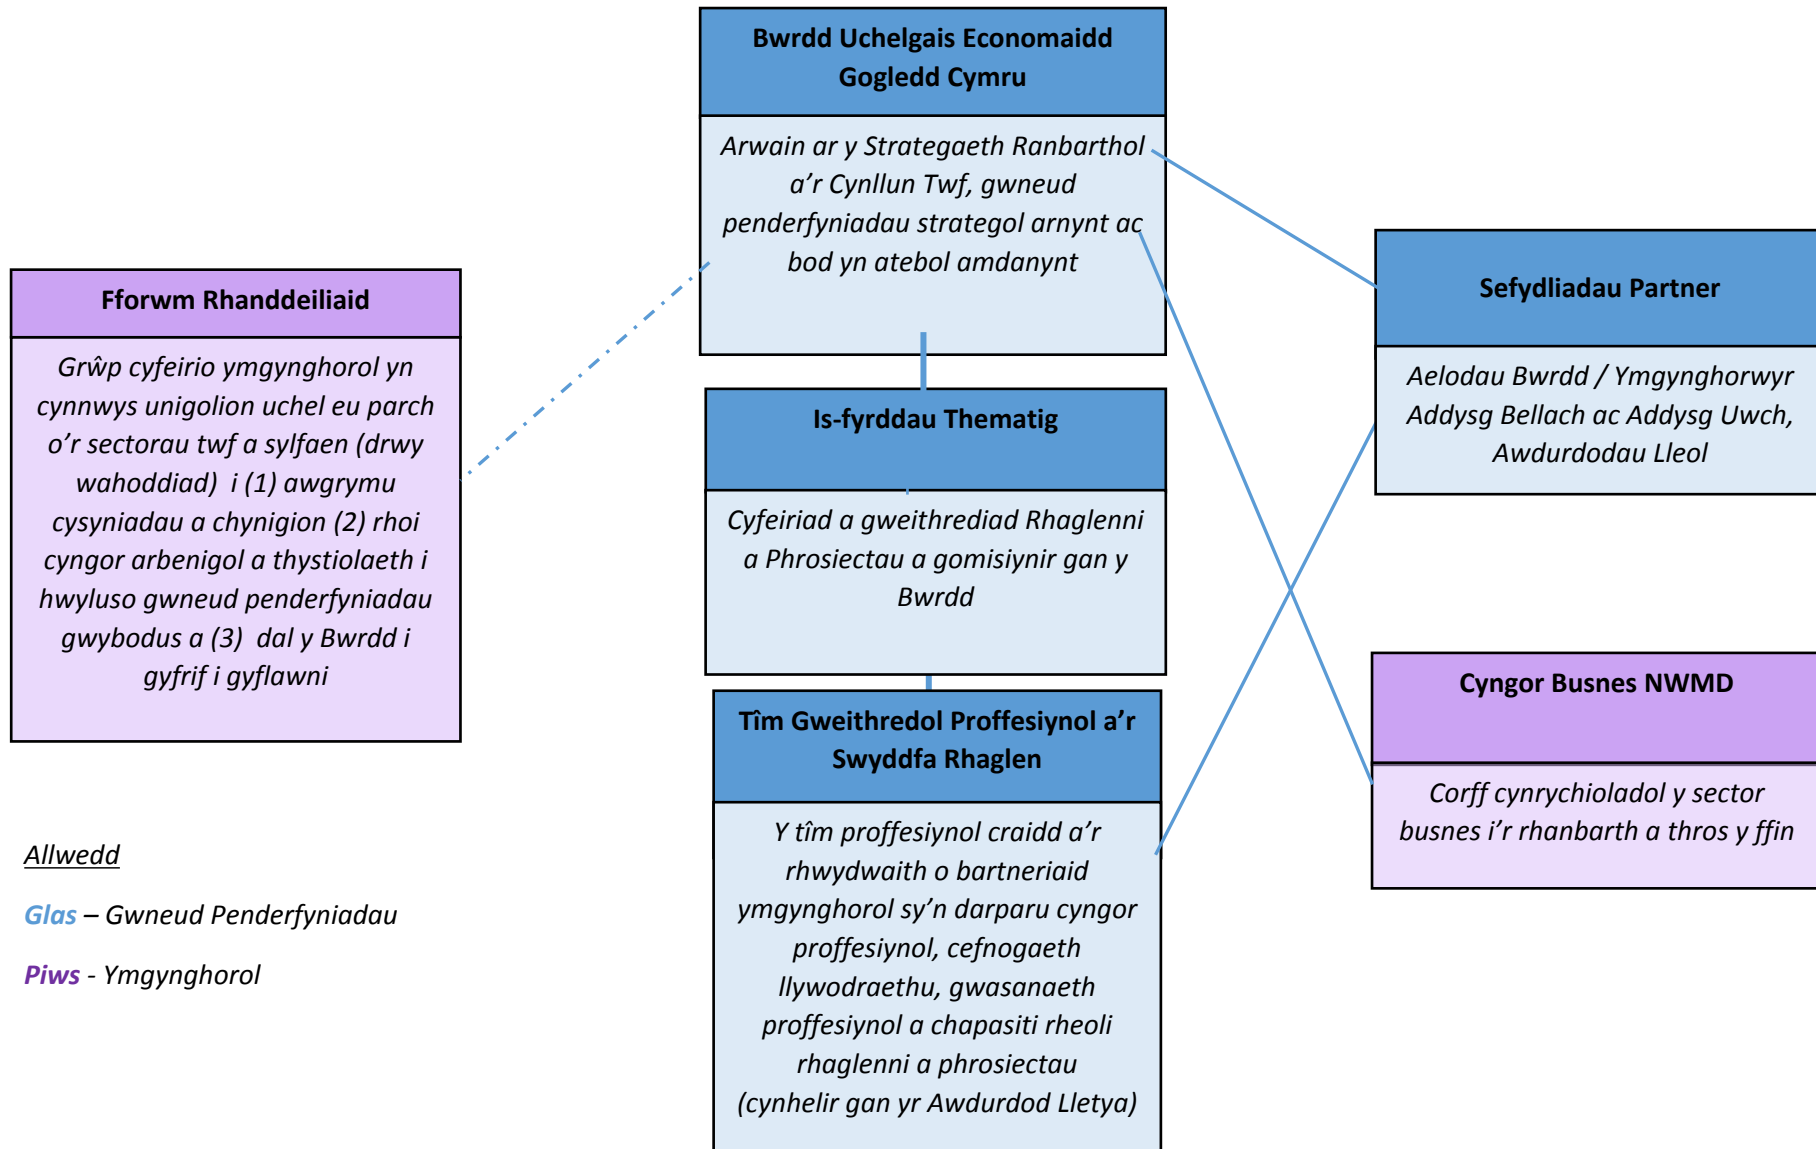 Bwrdd Uchelgais Economaidd
Gogledd Cymru
Arwain ar y Strategaeth Ranbarthol
a’r Cynllun Twf, gwneud
penderfyniadau strategol arnynt ac
bod yn atebol amdanynt
Fforwm Rhanddeiliaid
Grŵp cyfeirio ymgynghorol yn
cynnwys unigolion uchel eu parch
o’r sectorau twf a sylfaen (drwy
wahoddiad) i (1) awgrymu
cysyniadau a chynigion (2) rhoi
cyngor arbenigol a thystiolaeth i
hwyluso gwneud penderfyniadau
gwybodus a (3) dal y Bwrdd i
gyfrif i gyflawni
Sefydliadau Partner
Aelodau Bwrdd / Ymgynghorwyr
Addysg Bellach ac Addysg Uwch,
Awdurdodau Lleol
Is-fyrddau Thematig
Cyfeiriad a gweithrediad Rhaglenni
a Phrosiectau a gomisiynir gan y
Bwrdd
Cyngor Busnes NWMD
Corff cynrychioladol y sector
busnes i’r rhanbarth a thros y ffin
Tîm Gweithredol Proffesiynol a’r
Swyddfa Rhaglen
Y tîm proffesiynol craidd a’r
rhwydwaith o bartneriaid
ymgynghorol sy’n darparu cyngor
proffesiynol, cefnogaeth
llywodraethu, gwasanaeth
proffesiynol a chapasiti rheoli
rhaglenni a phrosiectau
(cynhelir gan yr Awdurdod Lletya)
Allwedd
Glas – Gwneud Penderfyniadau
Piws - Ymgynghorol